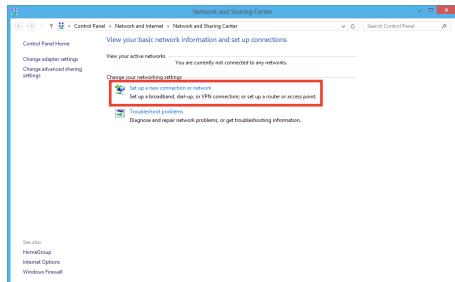 Network and Sharing Center
Control Panel › Network and Internet › Network and Sharing Center
Search Control Panel
Control Panel Home
Change adapter settings
Change advanced sharing
settings
View your basic network information and set up connections
View your active networks
You are currently not connected to any networks.
Change your networking settings
Set up a new connection or network
Set up a broadband, dial-up, or VPN connection; or set up a router or access point.
Troubleshoot problems
Diagnose and repair network problems, or get troubleshooting information.
See also
HomeGroup
Internet Options
Windows Firewall